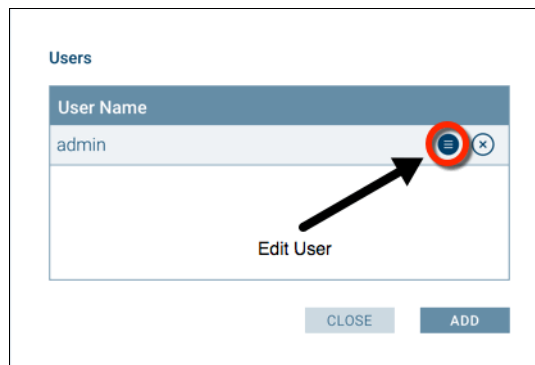 Users
User Name
admin
Edit User
CLOSE
ADD